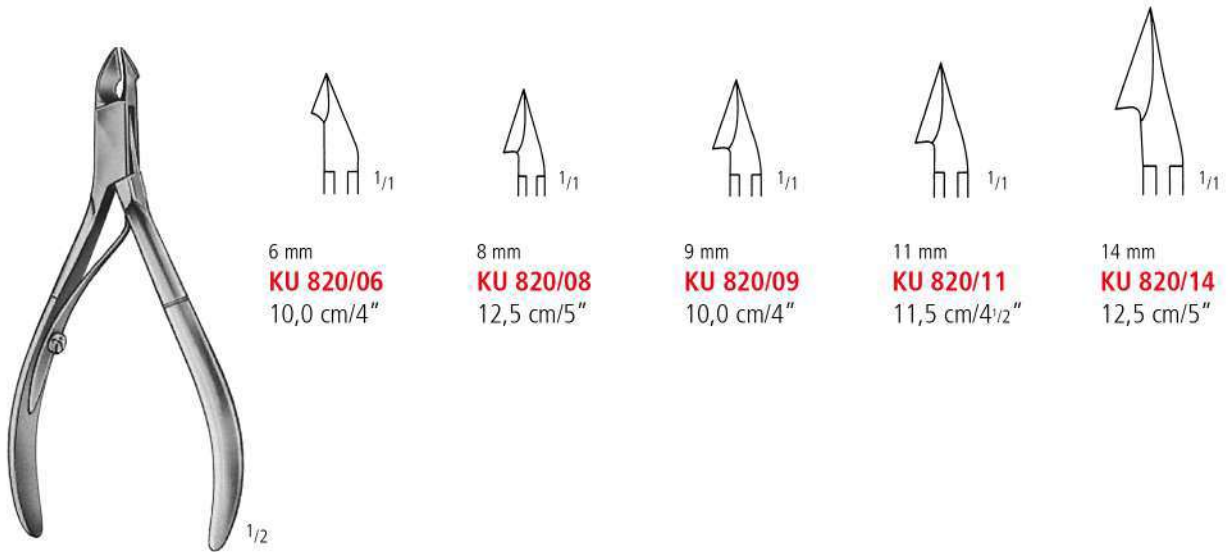 1/1
1/1
1/1
1/1
1/1
6 mm
KU 820/06
10,0 cm/4"
8 mm
KU 820/08
12,5 cm/5"
9 mm
KU 820/09
10,0 cm/4"
11 mm
KU 820/11
11,5 cm/41/2"
14 mm
KU 820/14
12,5 cm/5"
1/2